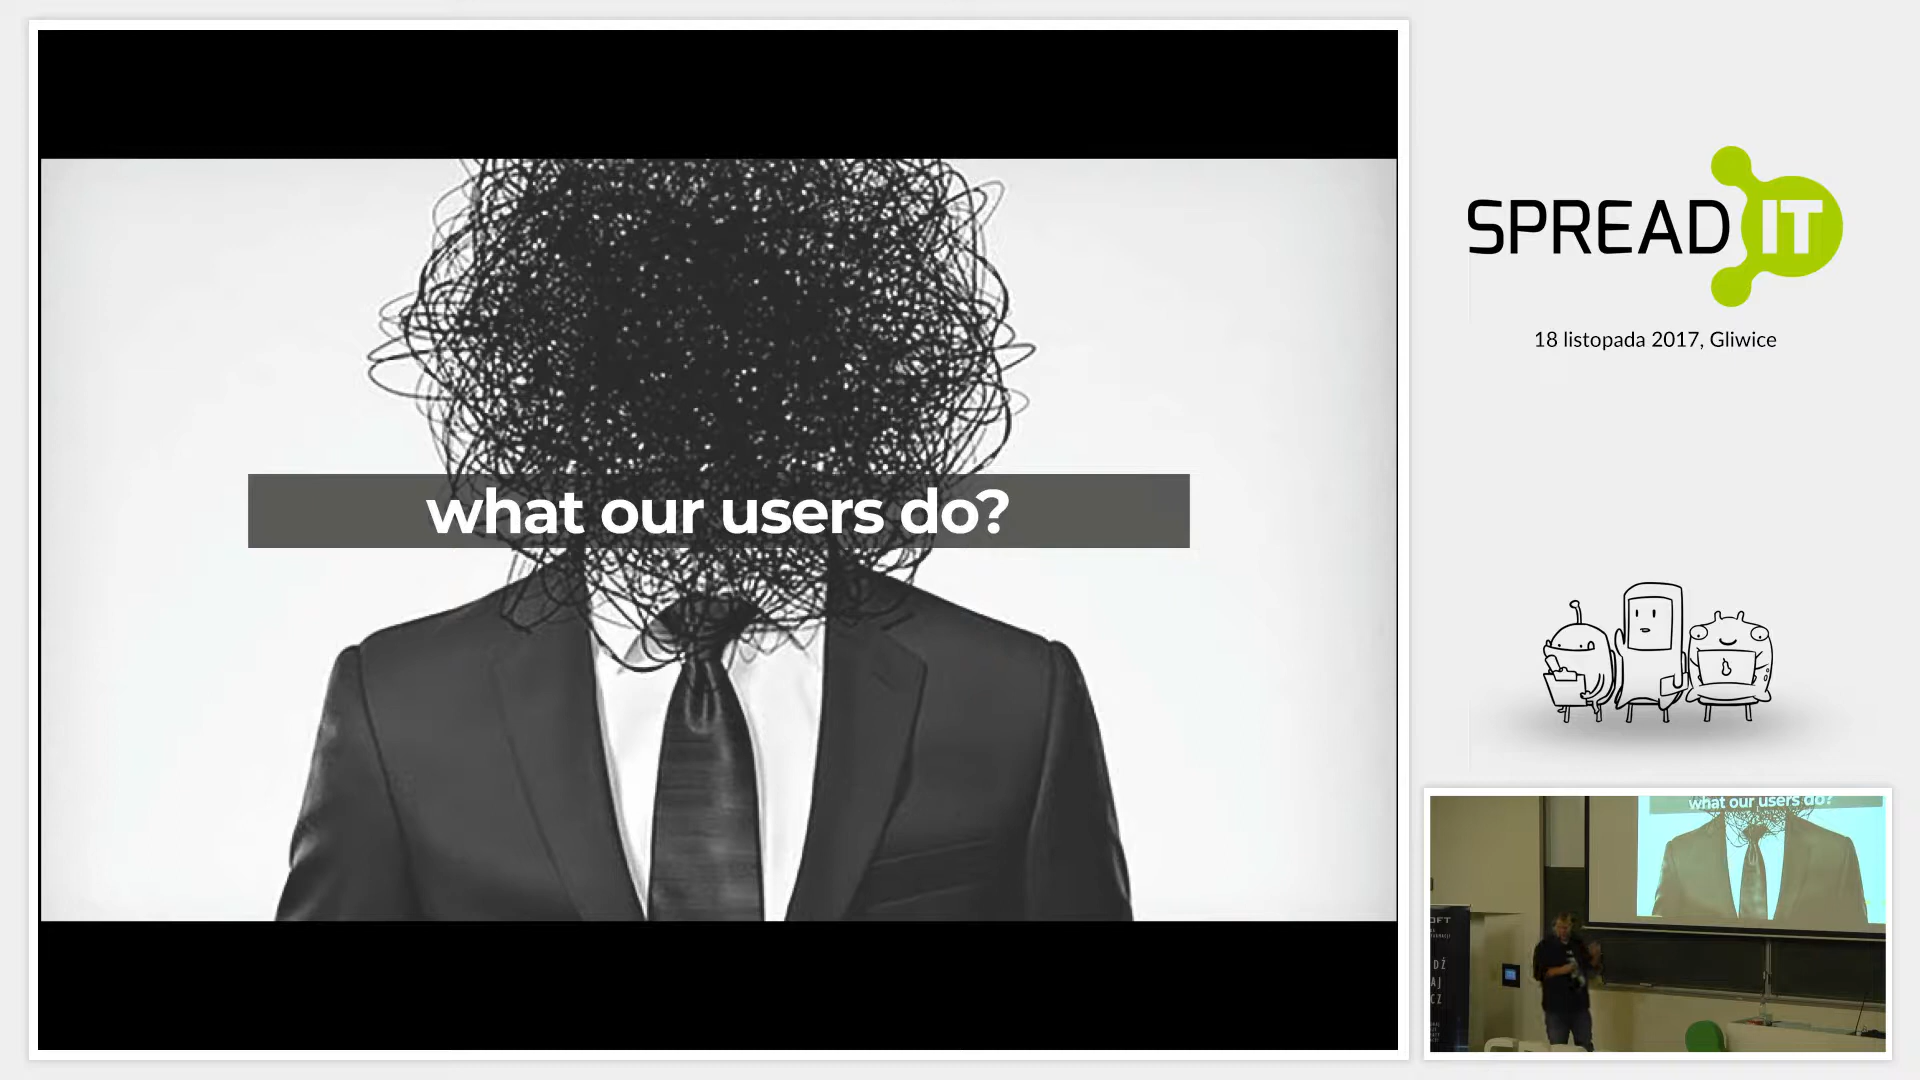 what our users do?
SPREAD IT
18 listopada 2017, Gliwice
what our users do?